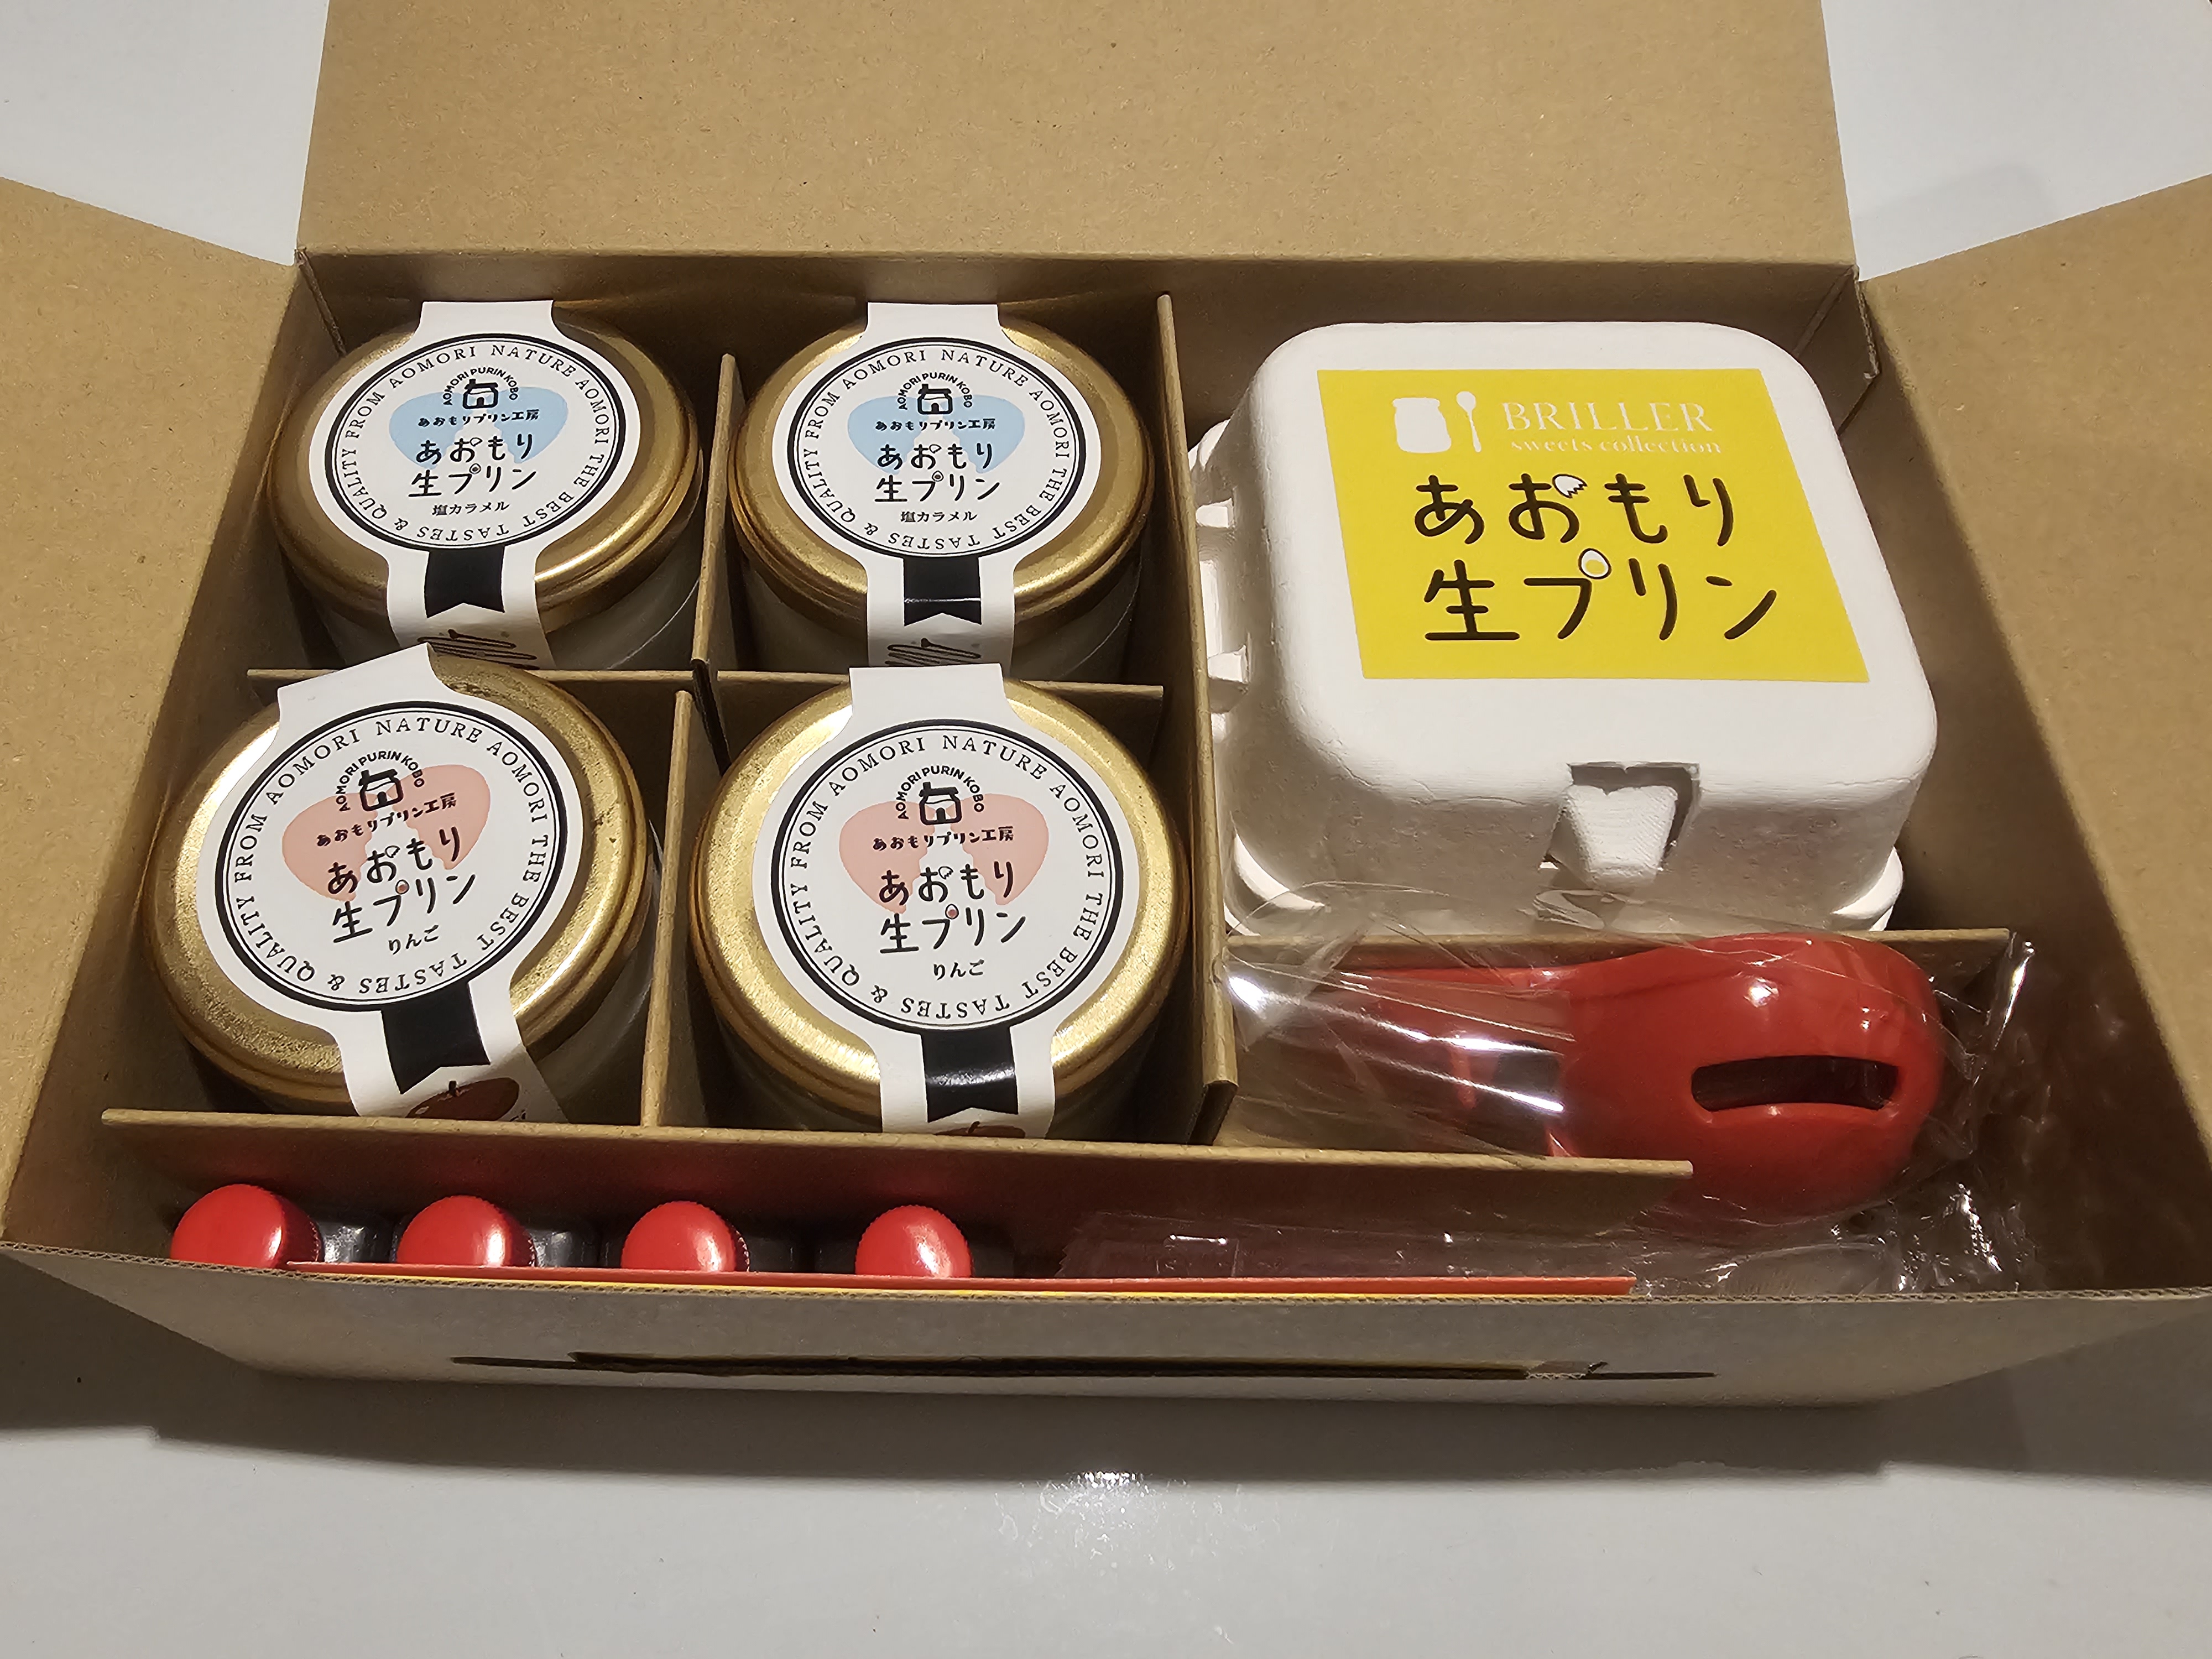 FROM AOMORI NATURE AOMORI THE BEST TASTES & QUALITY
AOMORI PURIN KOBO
あおもりプリン工房
あおもり
生プリン
塩カラメル
FROM AOMORI NATURE AOMORI THE BEST TASTES & QUALITY
AOMORI PURIN KOBO
あおもりプリン工房
あおもり
生プリン
塩カラメル
BRILLER
sweets collection
あおもり
生プリン
FROM AOMORI NATURE AOMORI THE BEST TASTES & QUALITY
AOMORI PURIN KOBO
あおもりプリン工房
あおもり
生プリン
りんご
FROM AOMORI NATURE AOMORI THE BEST TASTES & QUALITY
AOMORI PURIN KOBO
あおもりプリン工房
あおもり
生プリン
りんご